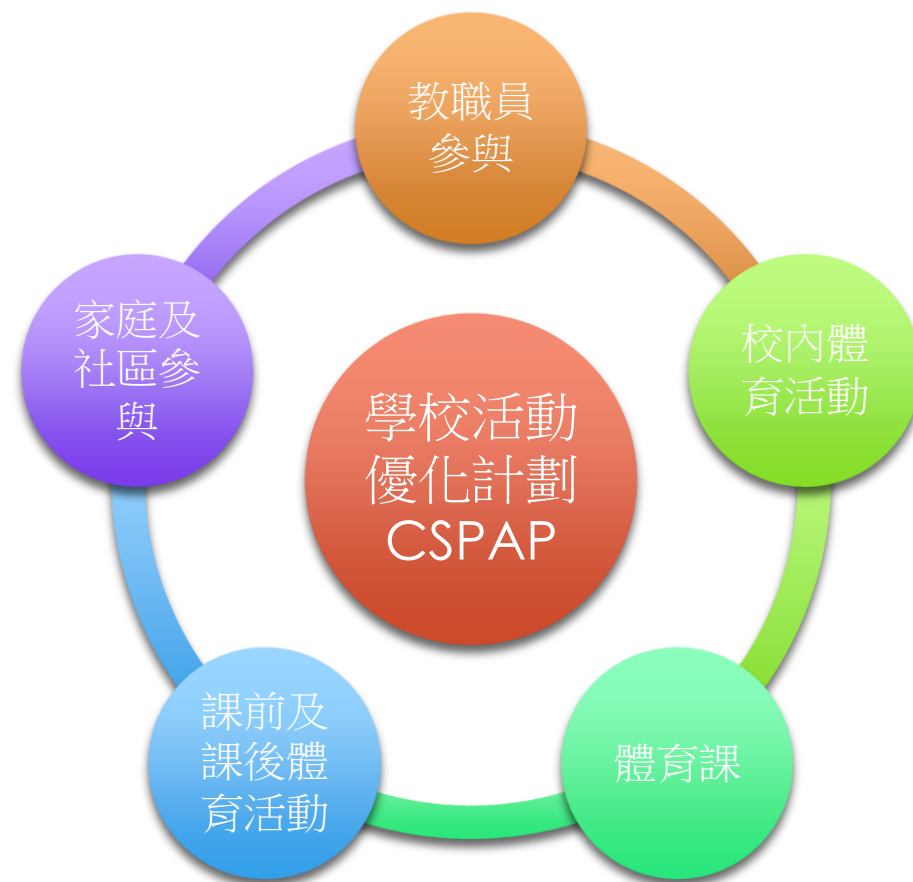 教職員
參與
校內體
育活動
體育課
課前及
課後體
育活動
家庭及
社區參
與
學校活動
優化計劃
CSPAP